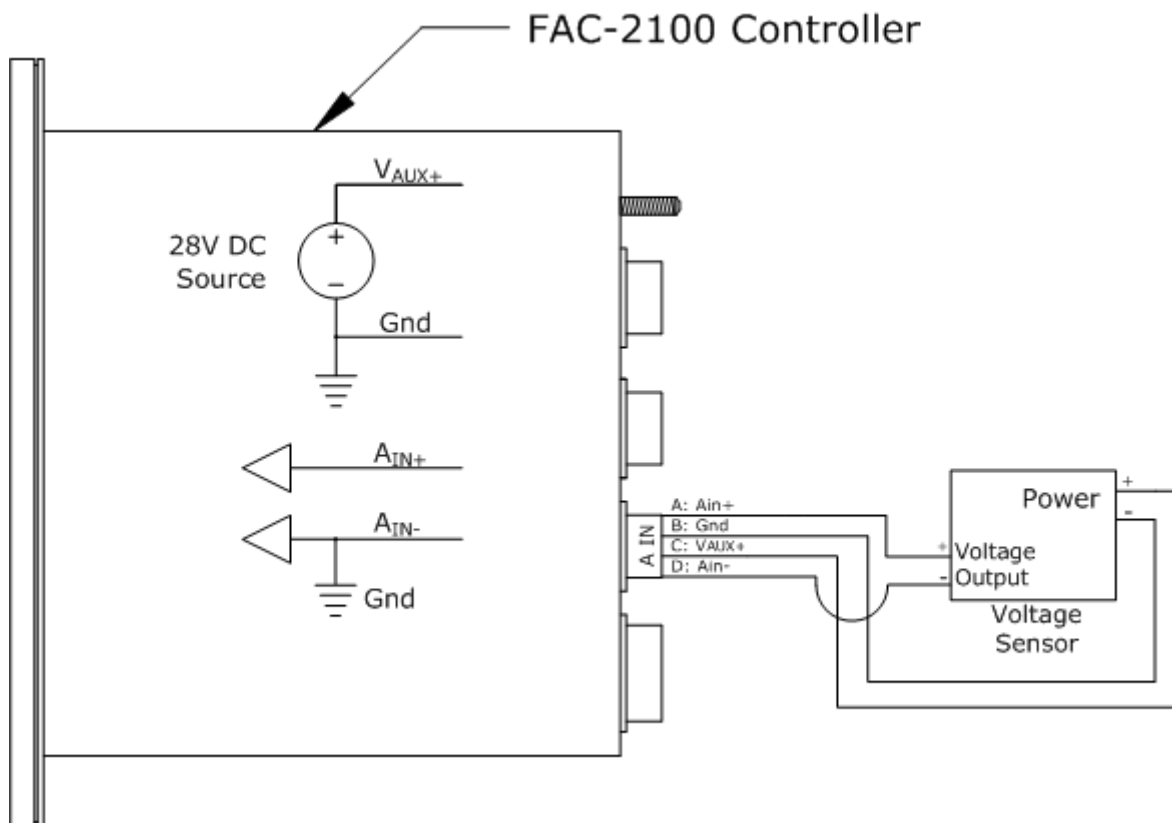 FAC-2100 Controller
VAUX+
28V DC
Source
+
-
Gnd
AIN+
AIN-
Gnd
A IN
A: Ain+
B: Gnd
C: VAUX+
D: Ain-
Power
+
-
+ Voltage
- Output
Voltage
Sensor